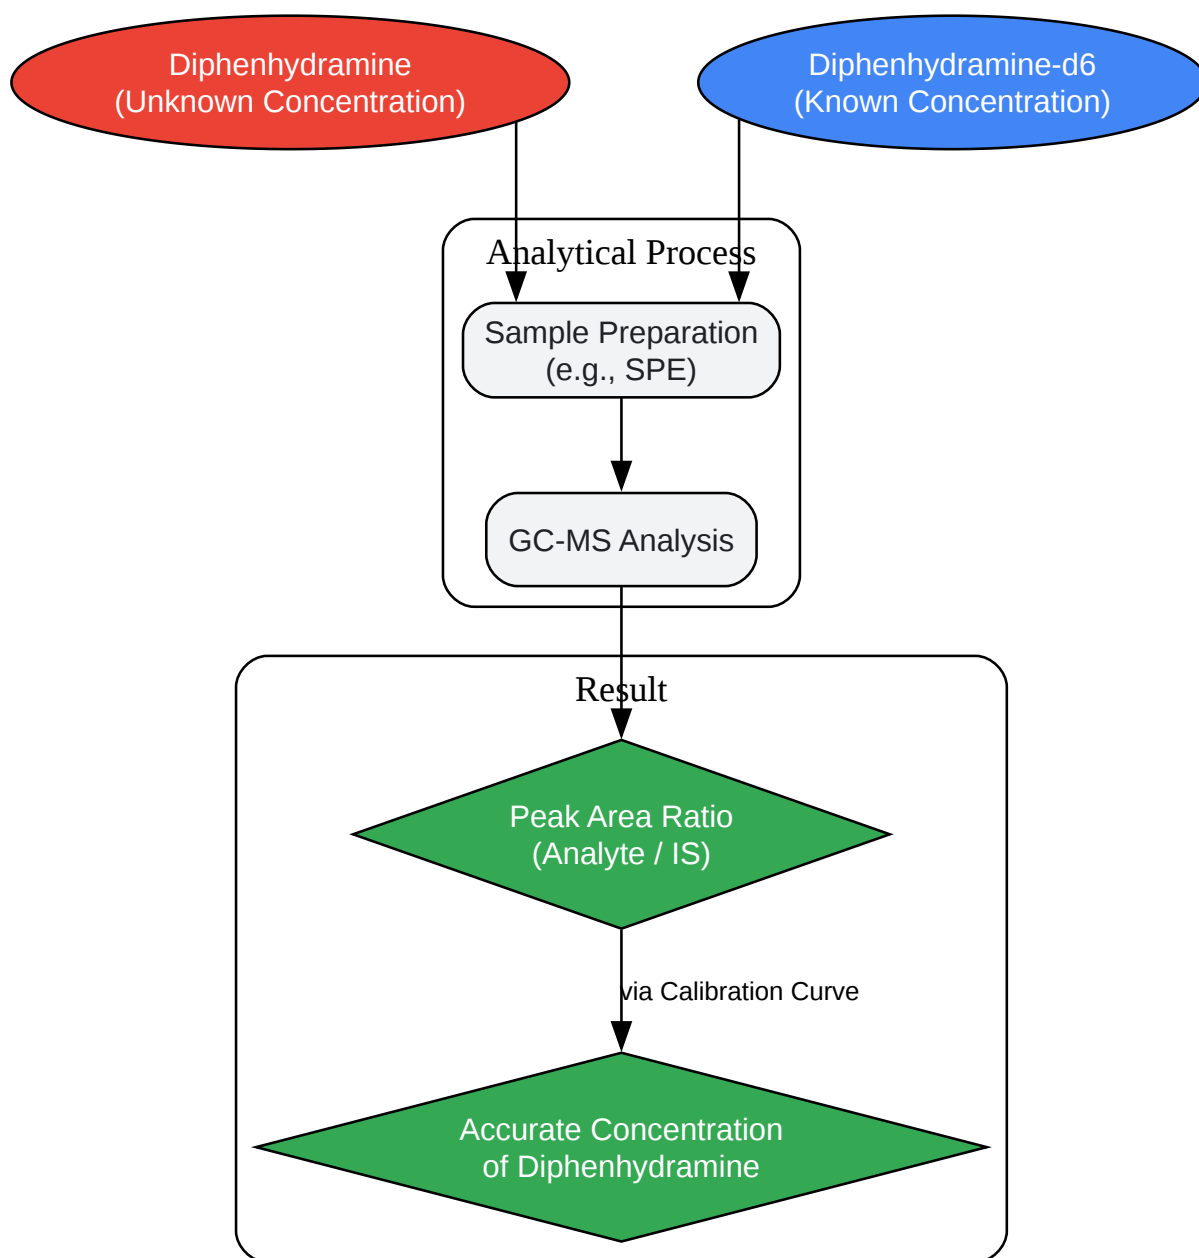 Diphenhydramine
(Unknown Concentration)
Diphenhydramine-d6
(Known Concentration)
Analytical Process
Sample Preparation
(e.g., SPE)
GC-MS Analysis
Result
Peak Area Ratio
(Analyte / IS)
via Calibration Curve
Accurate Concentration
of Diphenhydramine